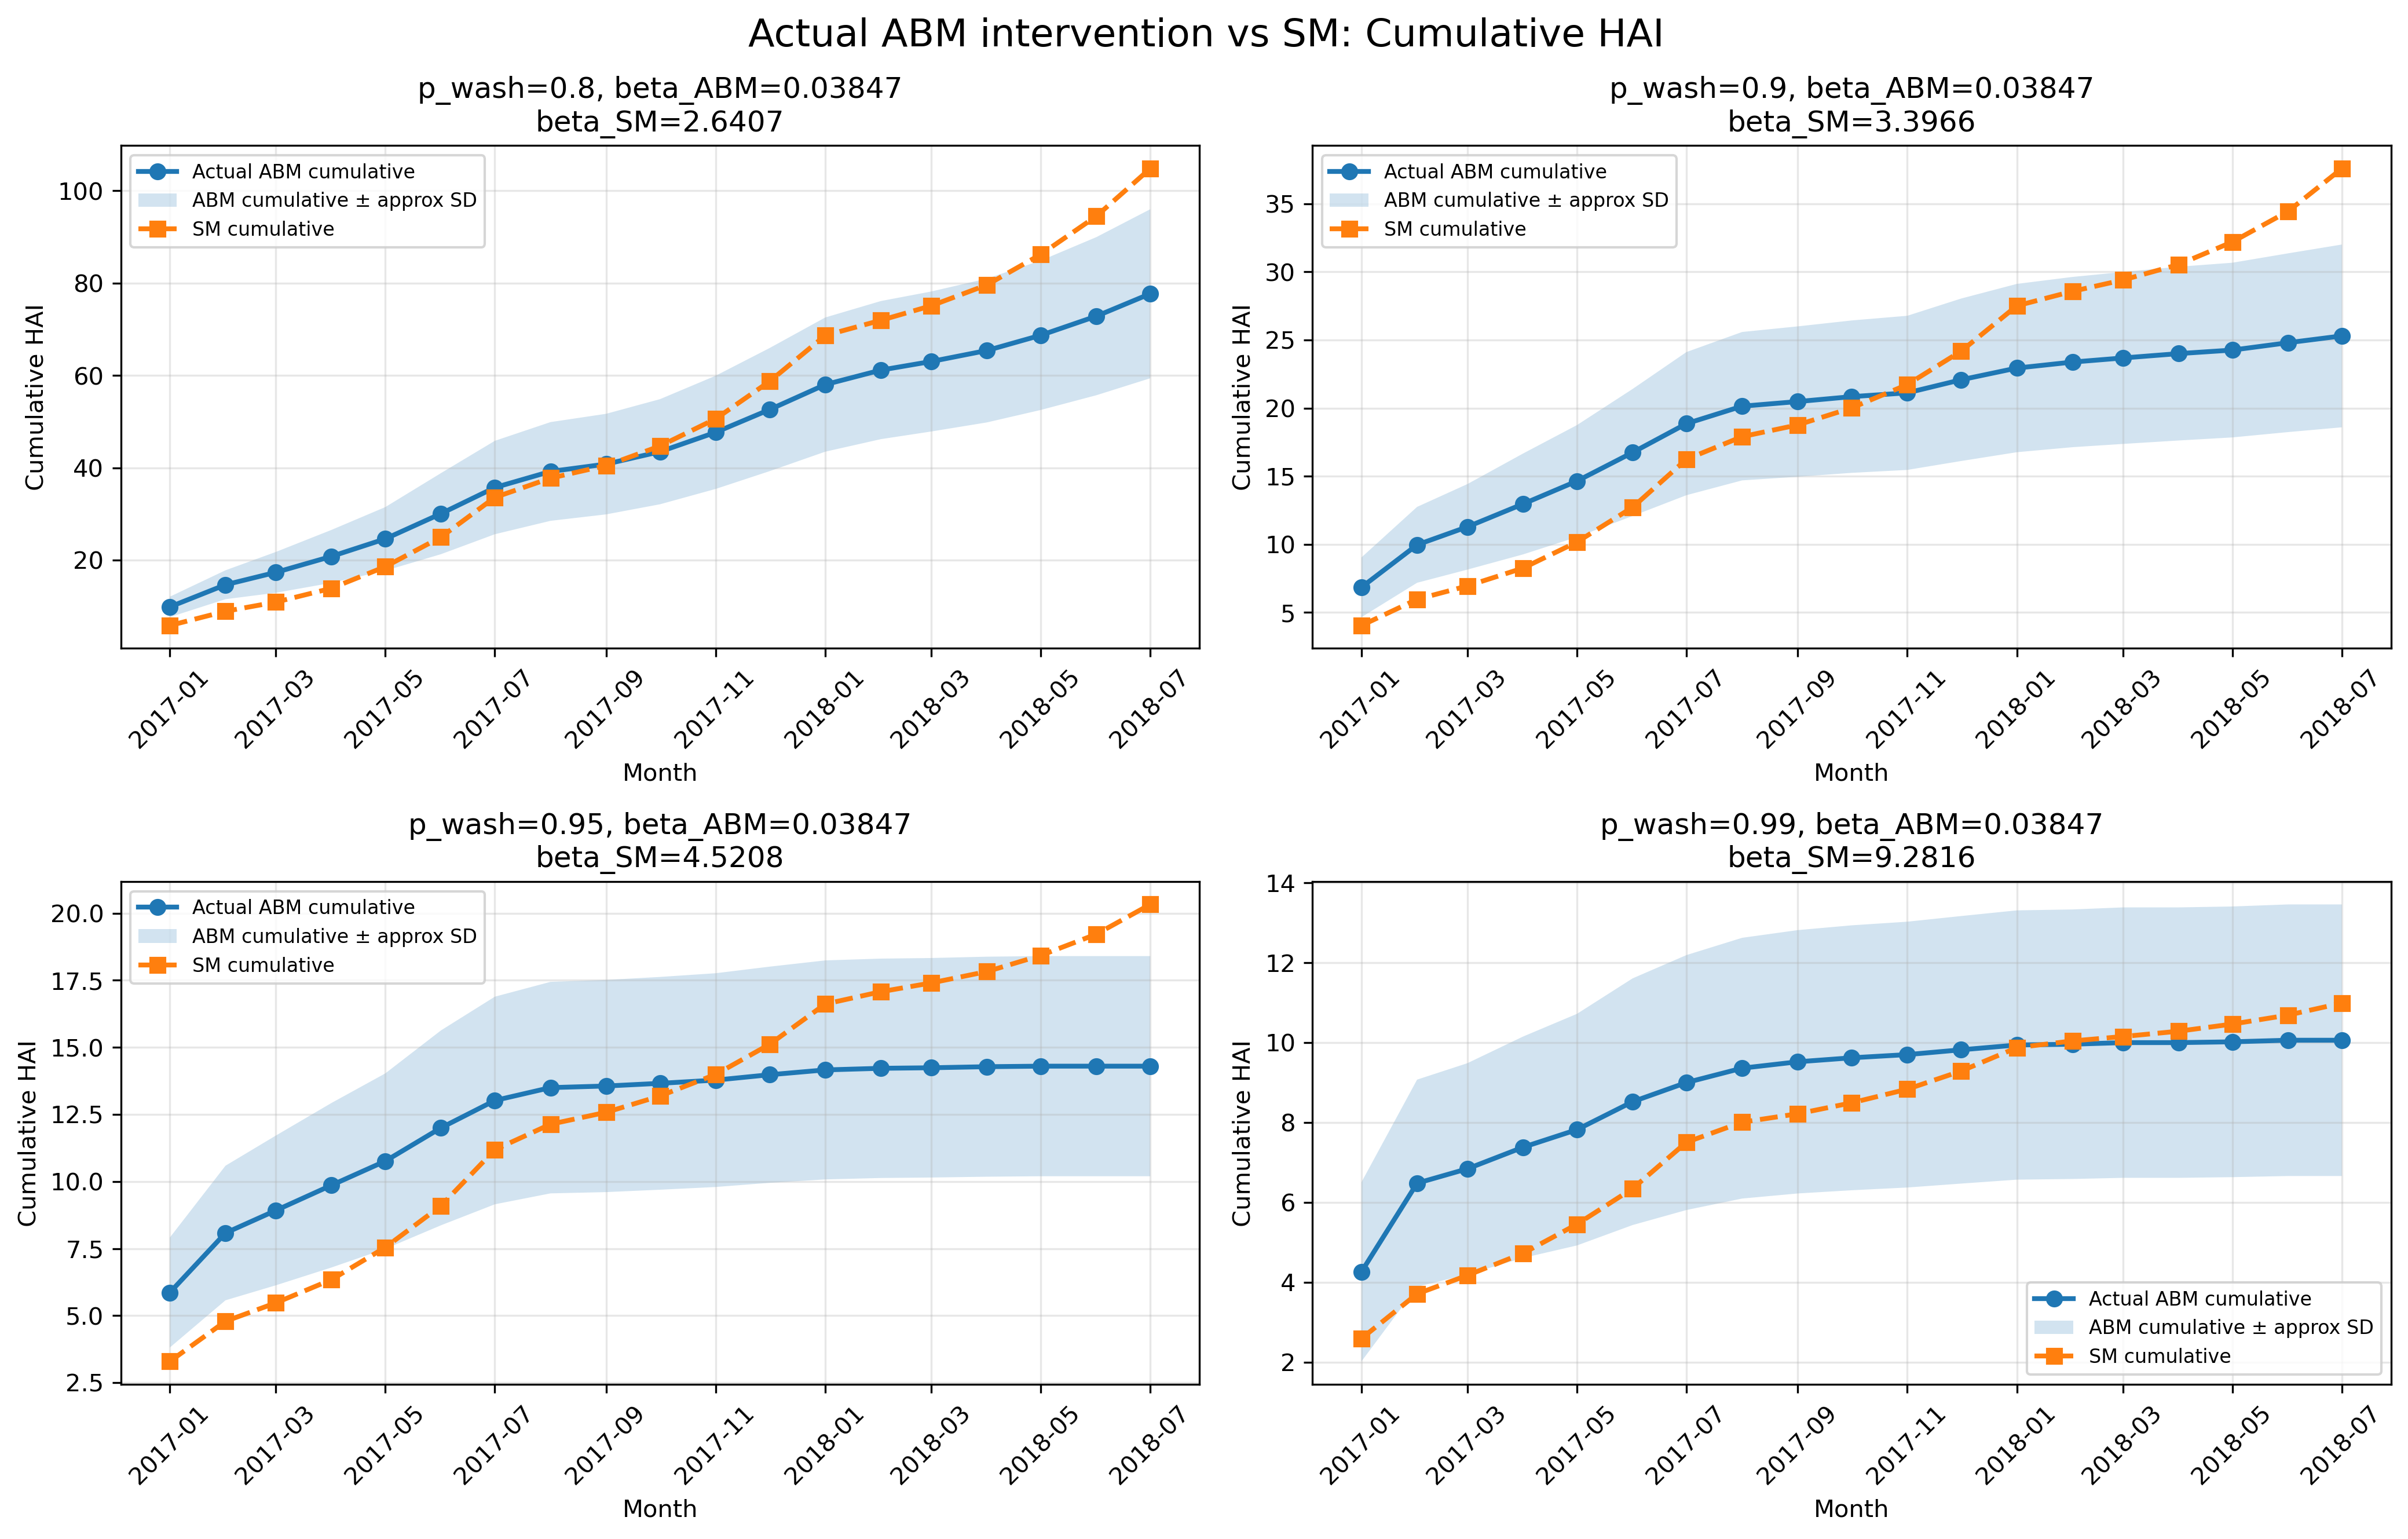 Actual ABM intervention vs SM: Cumulative HAI
p_wash=0.8, beta_ABM=0.03847
beta_SM=2.6407
Actual ABM cumulative
ABM cumulative ± approx SD
SM cumulative
Cumulative HAI
100
80
60
40
20
2017-01
2017-03
2017-05
2017-07
2017-09
2017-11
2018-01
2018-03
2018-05
2018-07
Month
p_wash=0.9, beta_ABM=0.03847
beta_SM=3.3966
Actual ABM cumulative
ABM cumulative ± approx SD
SM cumulative
Cumulative HAI
35
30
25
20
15
10
5
2017-01
2017-03
2017-05
2017-07
2017-09
2017-11
2018-01
2018-03
2018-05
2018-07
Month
p_wash=0.95, beta_ABM=0.03847
beta_SM=4.5208
Actual ABM cumulative
ABM cumulative ± approx SD
SM cumulative
Cumulative HAI
20.0
17.5
15.0
12.5
10.0
7.5
5.0
2.5
2017-01
2017-03
2017-05
2017-07
2017-09
2017-11
2018-01
2018-03
2018-05
2018-07
Month
p_wash=0.99, beta_ABM=0.03847
beta_SM=9.2816
Cumulative HAI
14
12
10
8
6
4
2
Actual ABM cumulative
ABM cumulative ± approx SD
SM cumulative
2017-01
2017-03
2017-05
2017-07
2017-09
2017-11
2018-01
2018-03
2018-05
2018-07
Month